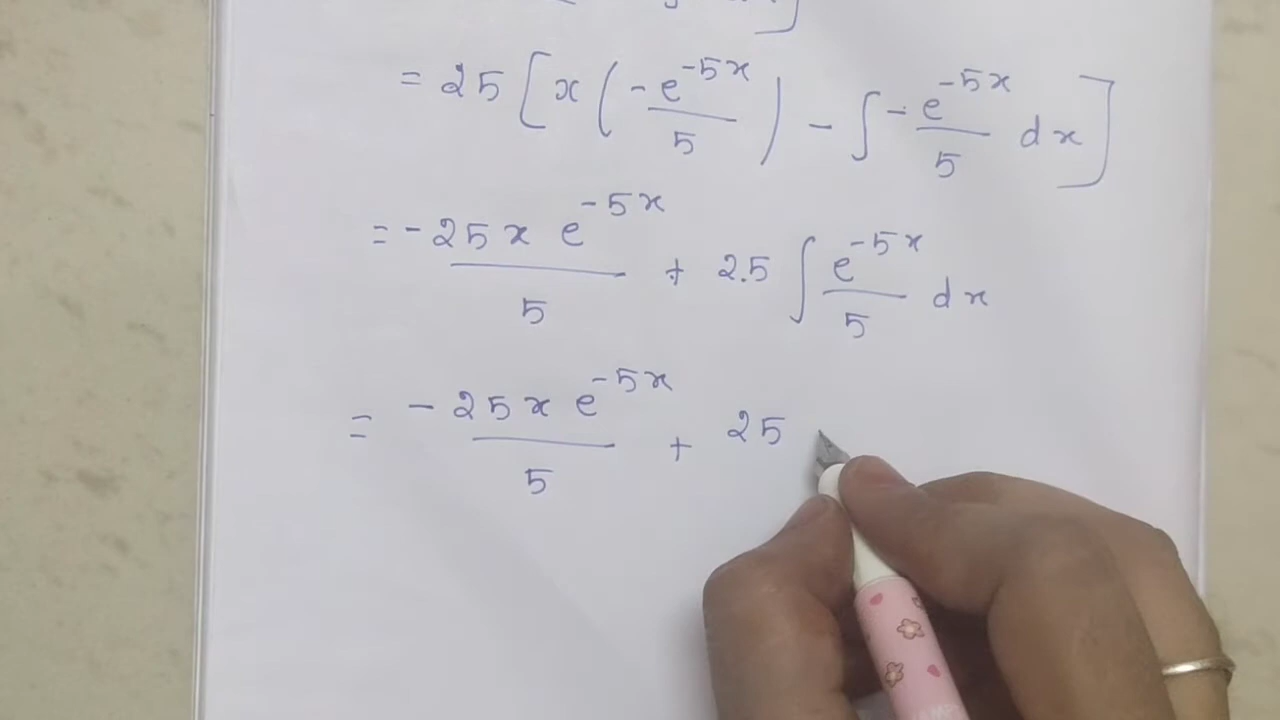 = 25 [ x ( -e^{-5x} / 5 ) - ∫ -e^{-5x} / 5 dx ]
= -25x e^{-5x} / 5 + 25 ∫ e^{-5x} / 5 dx
= -25x e^{-5x} / 5 + 25